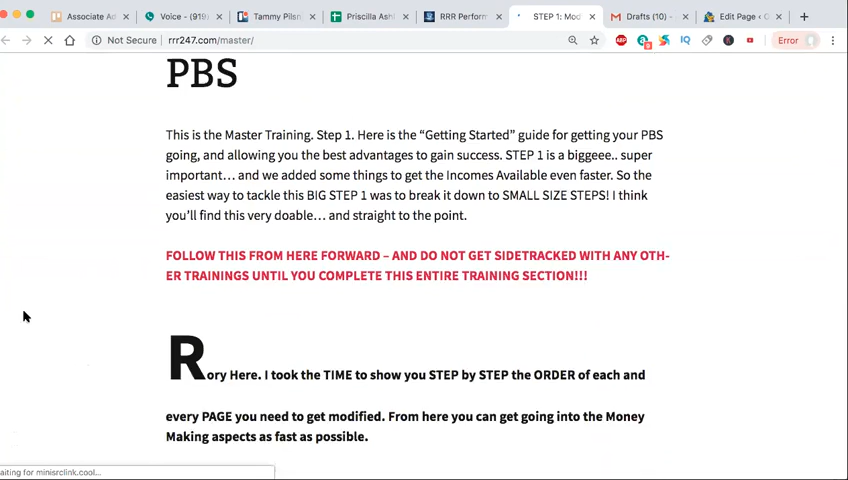 Associate Ad
Voice - (919)
Tammy Pilsn
Priscilla Ashl
RRR Perform
STEP 1: Mod
Drafts (10) -
Edit Page ‹ C
Not Secure | rrr247.com/master/
ABP
8
IQ
Error
PBS
This is the Master Training. Step 1. Here is the “Getting Started” guide for getting your PBS
going, and allowing you the best advantages to gain success. STEP 1 is a biggeee.. super
important… and we added some things to get the Incomes Available even faster. So the
easiest way to tackle this BIG STEP 1 was to break it down to SMALL SIZE STEPS! I think
you’ll find this very doable… and straight to the point.
FOLLOW THIS FROM HERE FORWARD – AND DO NOT GET SIDETRACKED WITH ANY OTH-
ER TRAININGS UNTIL YOU COMPLETE THIS ENTIRE TRAINING SECTION!!!
Rory Here. I took the TIME to show you STEP by STEP the ORDER of each and
every PAGE you need to get modified. From here you can get going into the Money
Making aspects as fast as possible.
aiting for minisrclink.cool...